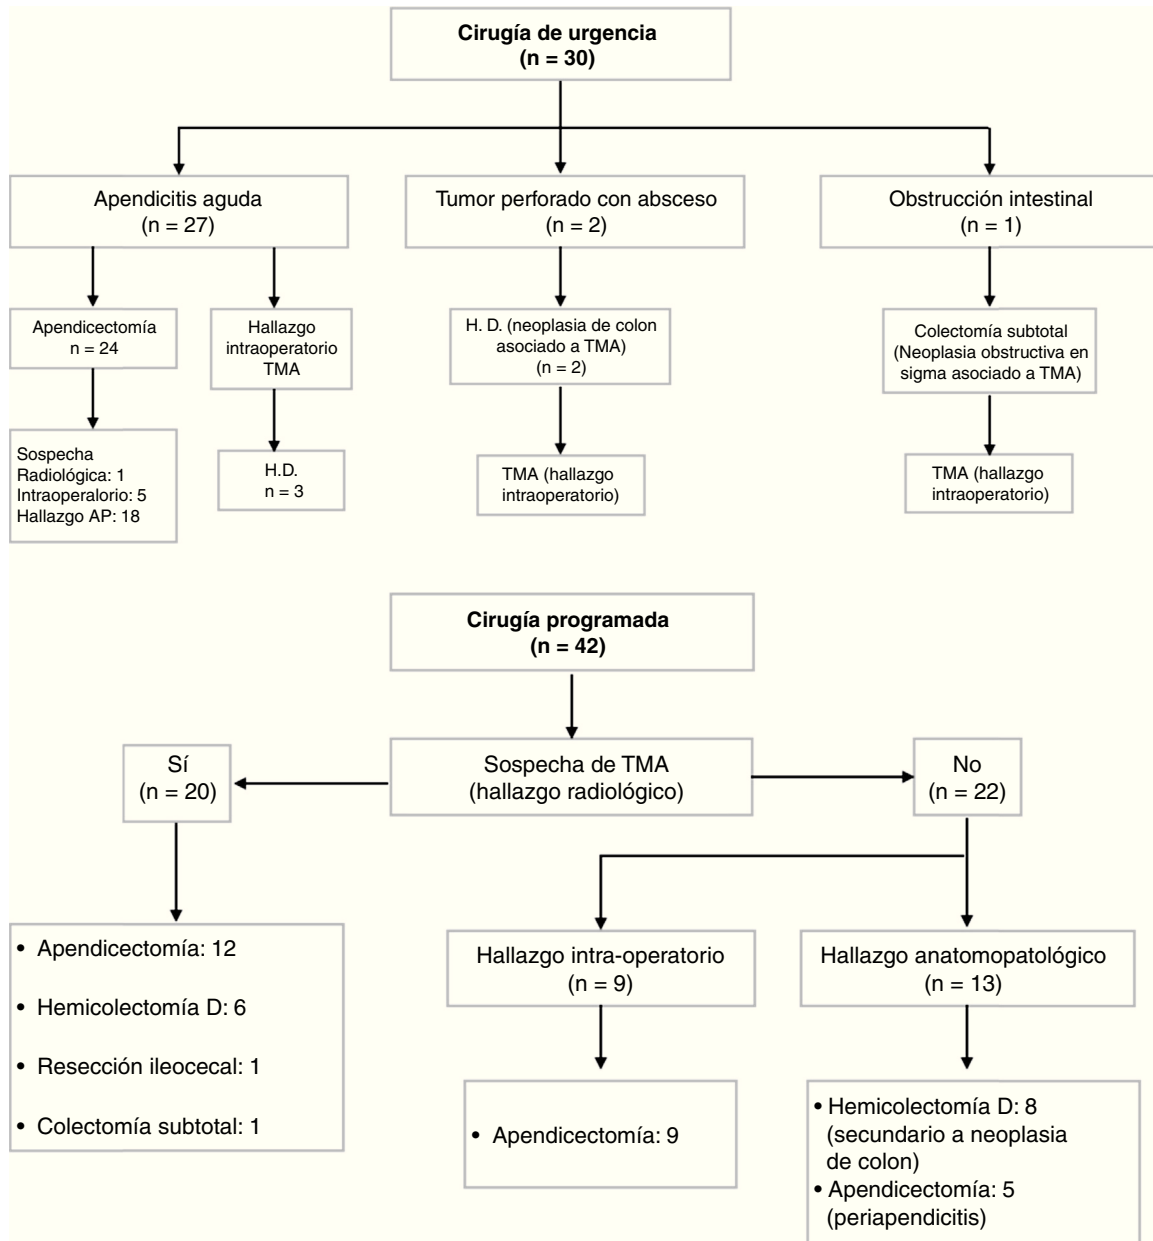 Cirugía de urgencia
(n = 30)
Apendicitis aguda
(n = 27)
Tumor perforado con absceso
(n = 2)
Obstrucción intestinal
(n = 1)
Apendicectomía
n = 24
Hallazgo
intraoperatorio
TMA
H. D. (neoplasia de colon
asociado a TMA)
(n = 2)
Colectomía subtotal
(Neoplasia obstructiva en
sigma asociado a TMA)
Sospecha
Radiológica: 1
Intraoperalorio: 5
Hallazgo AP: 18
H.D.
n = 3
TMA (hallazgo
intraoperatorio)
TMA (hallazgo
intraoperatorio)
Cirugía programada
(n = 42)
Sí
(n = 20)
Sospecha de TMA
(hallazgo radiológico)
No
(n = 22)
• Apendicectomía: 12
• Hemicolectomía D: 6
• Resección ileocecal: 1
• Colectomía subtotal: 1
Hallazgo intra-operatorio
(n = 9)
Hallazgo anatomopatológico
(n = 13)
• Apendicectomía: 9
• Hemicolectomía D: 8
(secundario a neoplasia
de colon)
• Apendicectomía: 5
(periapendicitis)